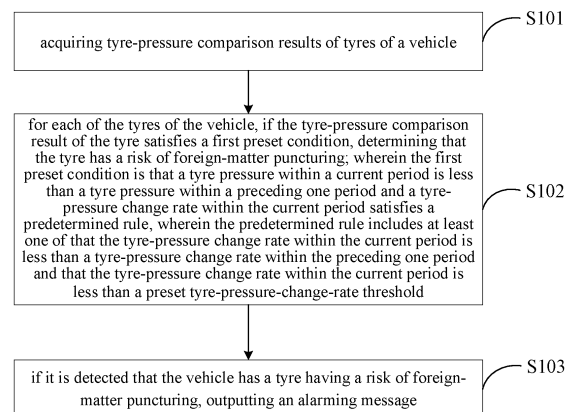 S101
acquiring tyre-pressure comparison results of tyres of a vehicle
for each of the tyres of the vehicle, if the tyre-pressure comparison
result of the tyre satisfies a first preset condition, determining that
the tyre has a risk of foreign-matter puncturing; wherein the first
preset condition is that a tyre pressure within a current period is less
than a tyre pressure within a preceding one period and a tyre-
pressure change rate within the current period satisfies a
predetermined rule, wherein the predetermined rule includes at least
one of that the tyre-pressure change rate within the current period is
less than a tyre-pressure change rate within the preceding one period
and that the tyre-pressure change rate within the current period is
less than a preset tyre-pressure-change-rate threshold
S102
if it is detected that the vehicle has a tyre having a risk of foreign-
matter puncturing, outputting an alarming message
S103